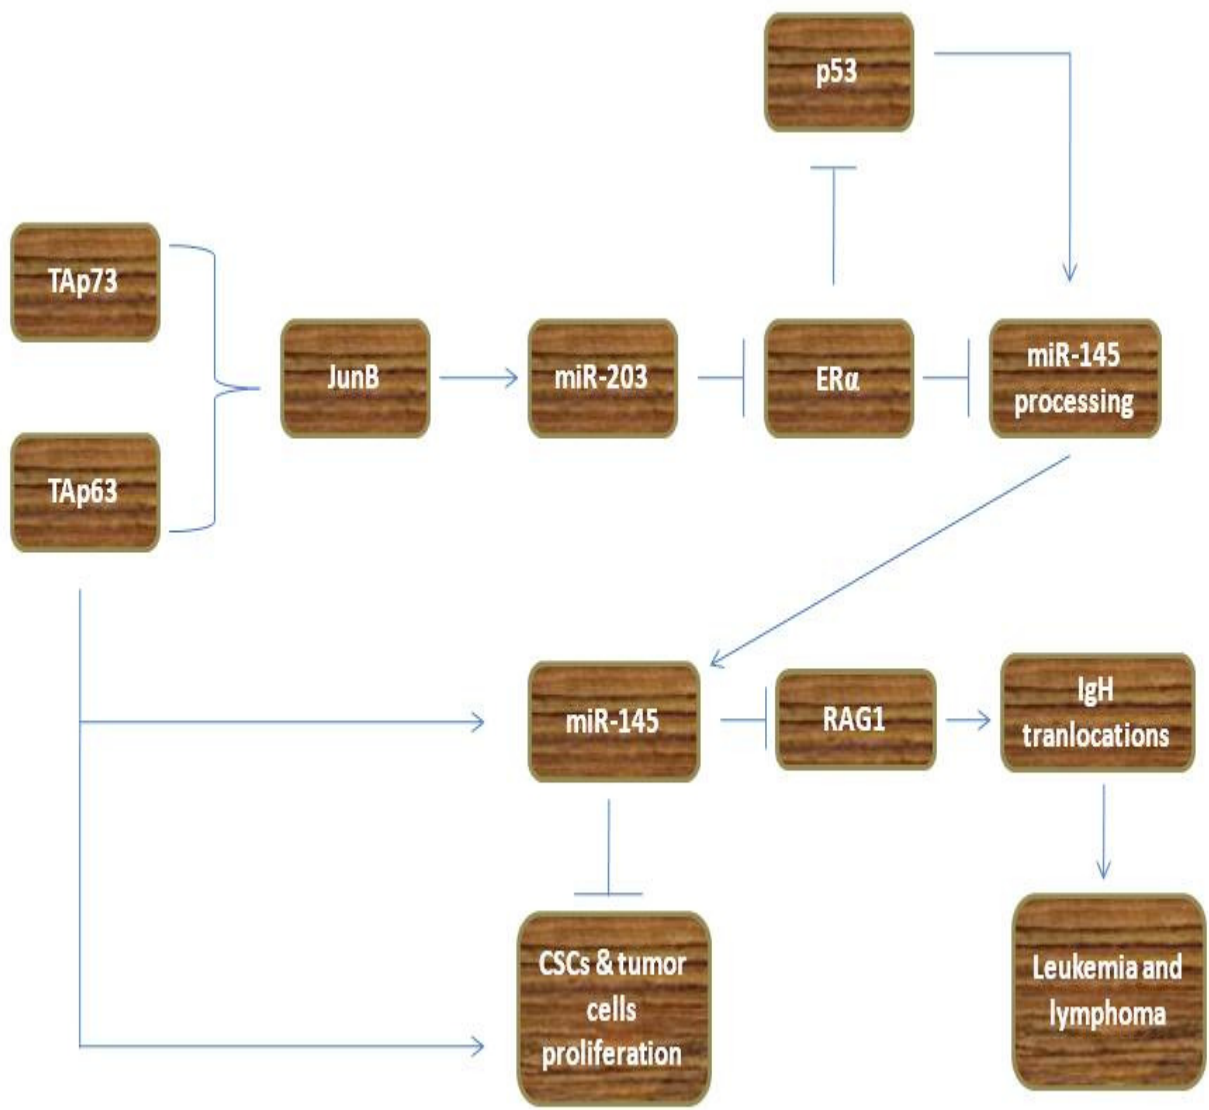 p53
TAp73
JunB
miR-203
ERα
miR-145
processing
TAp63
miR-145
RAG1
IgH
tranlocations
CSCs & tumor
cells
proliferation
Leukemia and
lymphoma